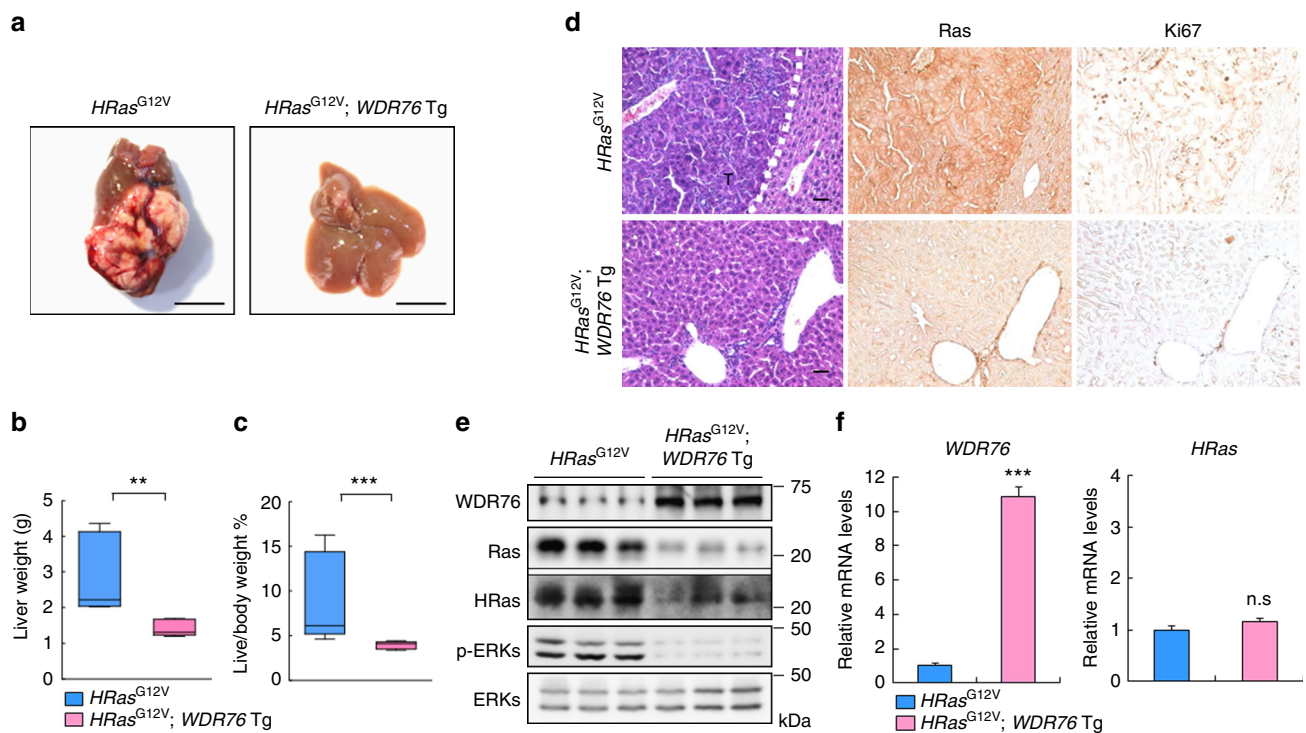 a
HRasG12V
HRasG12V; WDR76 Tg
b
Liver weight (g)
5
4
3
2
1
0
**
c
Live/body weight %
20
15
10
5
0
***
HRasG12V
HRasG12V; WDR76 Tg
d
Ras
Ki67
HRasG12V
T
HRasG12V;
WDR76 Tg
e
HRasG12V
HRasG12V;
WDR76 Tg
WDR76
75
Ras
20
HRas
20
p-ERKs
50
ERKs
50
kDa
f
WDR76
Relative mRNA levels
12
10
8
6
4
2
0
***
HRas
Relative mRNA levels
4
3
2
1
0
n.s
HRasG12V
HRasG12V; WDR76 Tg